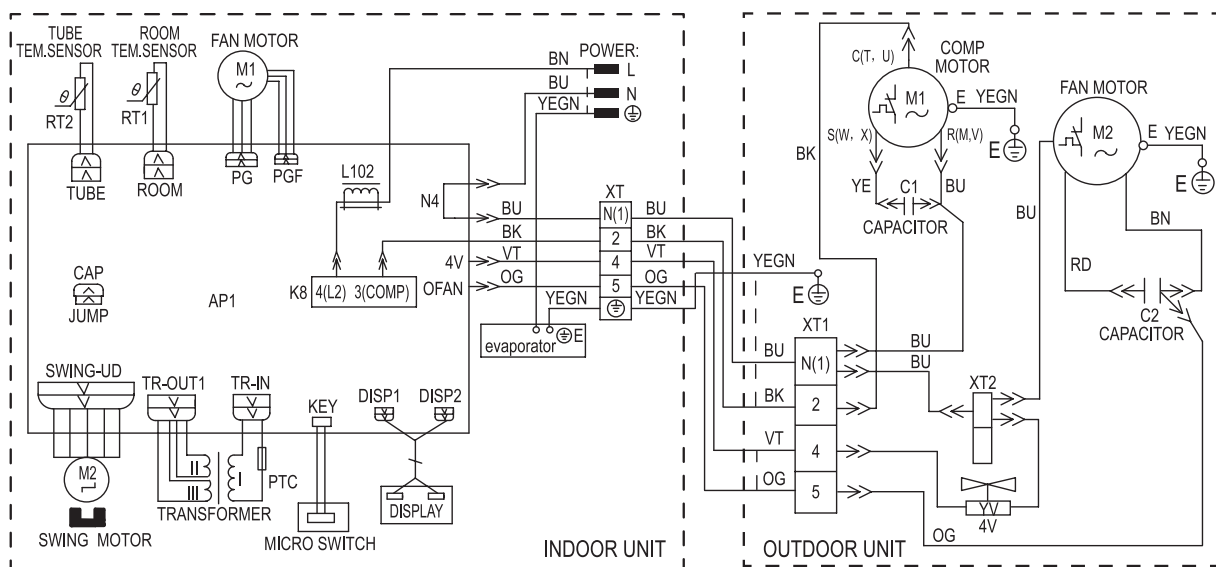 TUBE
TEM.SENSOR
ROOM
TEM.SENSOR
FAN MOTOR
M1
θ
RT2
θ
RT1
TUBE
ROOM
PG
PGF
L102
POWER:
BN
L
BU
N
YEGN
N4
XT
BU
N(1)
BU
BK
2
BK
4V
VT
4
VT
OFAN
OG
5
OG
YEGN
YEGN
K8
4(L2)
3(COMP)
evaporator
E
CAP
JUMP
AP1
SWING-UD
TR-OUT1
TR-IN
KEY
DISP1
DISP2
M2
II
III
I
PTC
SWING MOTOR
TRANSFORMER
MICRO SWITCH
DISPLAY
INDOOR UNIT
C(T, U)
COMP
MOTOR
M1
E
YEGN
E
S(W, X)
R(M,V)
BK
YE
C1
BU
CAPACITOR
FAN MOTOR
M2
E
YEGN
E
BU
BN
RD
C2
CAPACITOR
YEGN
E
XT1
BU
N(1)
BU
BU
BK
2
VT
4
OG
5
XT2
YV
4V
OG
OUTDOOR UNIT